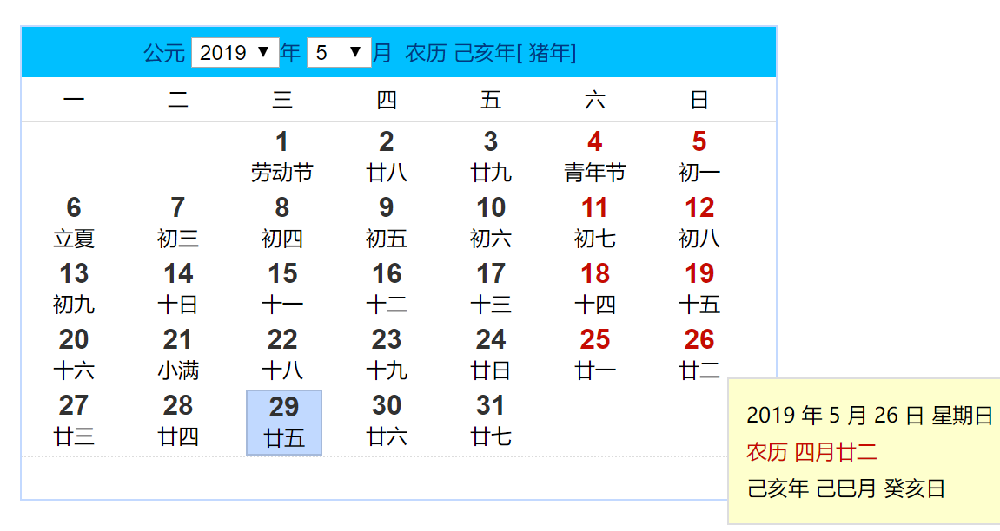 公元 2019 年 5 月 农历 己亥年[ 猪年]
一 二 三 四 五 六 日
1 2 3 4 5
劳动节 廿八 廿九 青年节 初一
6 7 8 9 10 11 12
立夏 初三 初四 初五 初六 初七 初八
13 14 15 16 17 18 19
初九 十日 十一 十二 十三 十四 十五
20 21 22 23 24 25 26
十六 小满 十八 十九 廿日 廿一 廿二
27 28 29 30 31
廿三 廿四 廿五 廿六 廿七
2019 年 5 月 26 日 星期日
农历 四月廿二
己亥年 己巳月 癸亥日